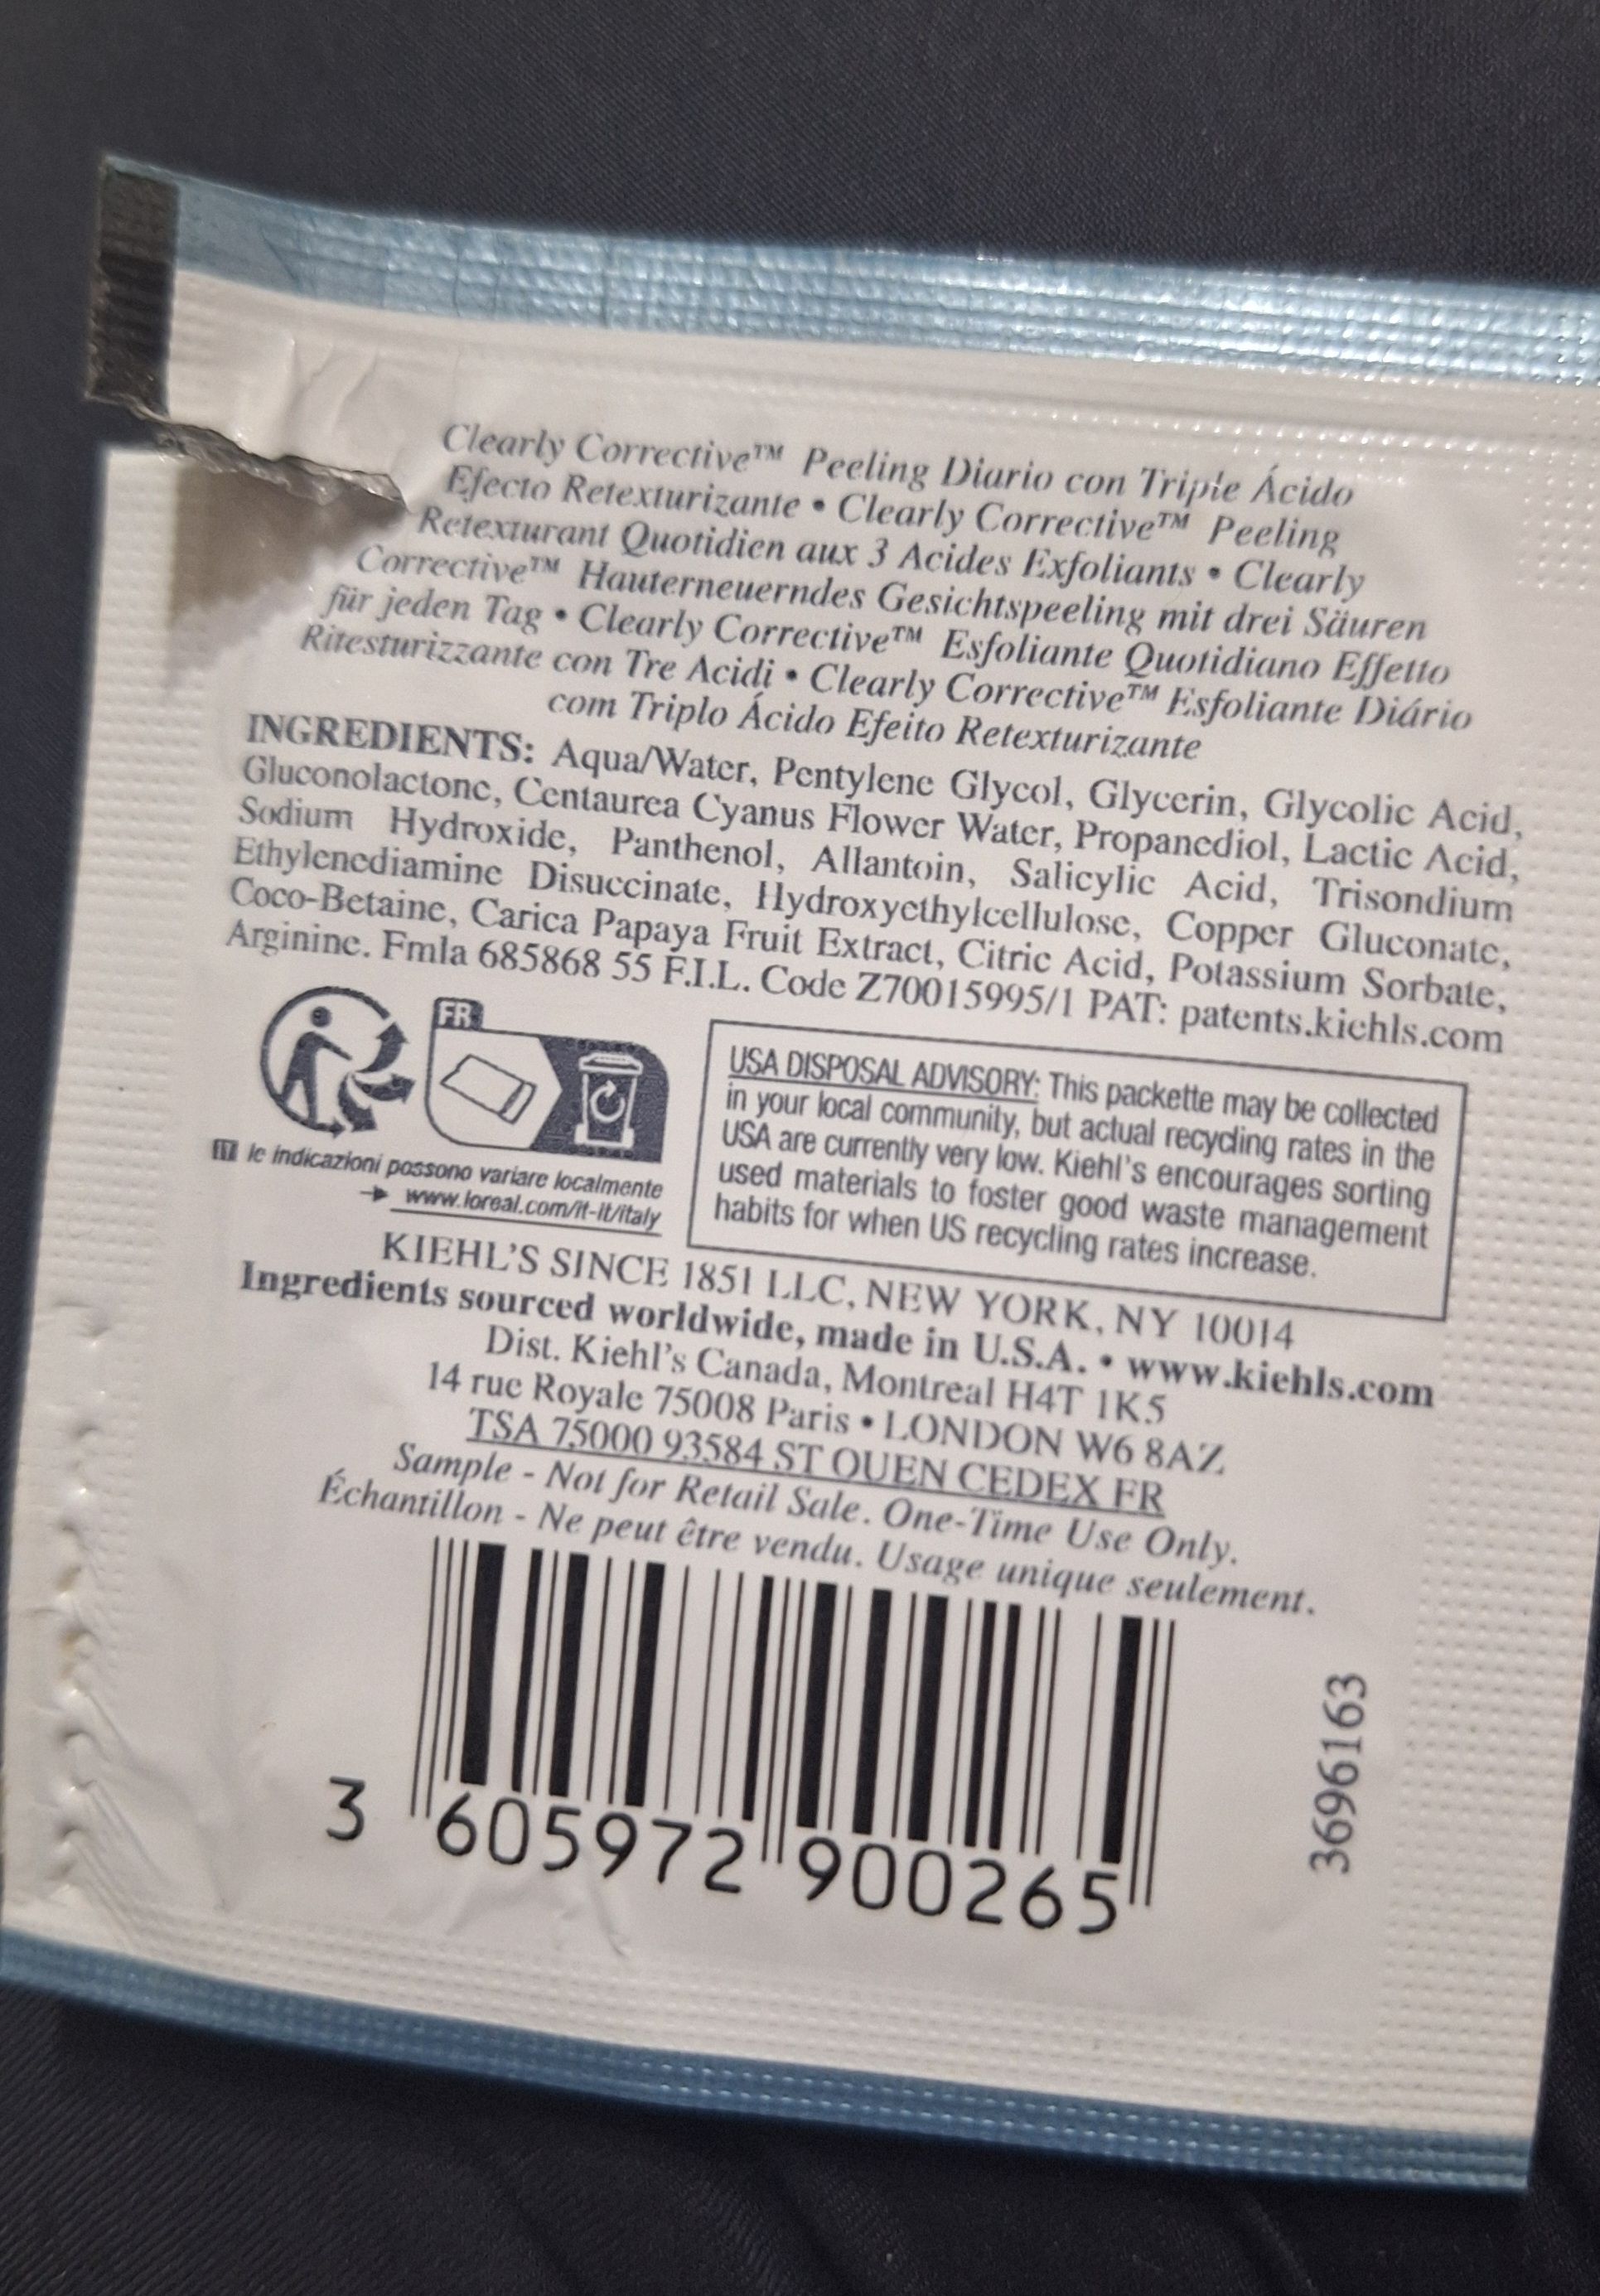 Clearly Corrective™ Peeling Diario con Triple Ácido
Efecto Retexturizante • Clearly Corrective™ Peeling
Retexturant Quotidien aux 3 Acides Exfoliants • Clearly
Corrective™ Hauterneuerndes Gesichtspeeling mit drei Säuren
für jeden Tag • Clearly Corrective™ Esfoliante Quotidiano Effetto
Ritesturizzante con Tre Acidi • Clearly Corrective™ Esfoliante Diário
com Triplo Ácido Efeito Retexturizante
INGREDIENTS: Aqua/Water, Pentylene Glycol, Glycerin, Glycolic Acid,
Gluconolactone, Centaurea Cyanus Flower Water, Propanediol, Lactic Acid,
Sodium Hydroxide, Panthenol, Allantoin, Salicylic Acid, Trisondium
Ethylenediamine Disuccinate, Hydroxyethylcellulose, Copper Gluconate,
Coco-Betaine, Carica Papaya Fruit Extract, Citric Acid, Potassium Sorbate,
Arginine. Fmla 685868 55 F.I.L. Code Z70015995/1 PAT: patents.kiehls.com
FR
IT le indicazioni possono variare localmente
www.loreal.com/it-it/italy
USA DISPOSAL ADVISORY: This packette may be collected
in your local community, but actual recycling rates in the
USA are currently very low. Kiehl's encourages sorting
used materials to foster good waste management
habits for when US recycling rates increase.
KIEHL'S SINCE 1851 LLC, NEW YORK, NY 10014
Ingredients sourced worldwide, made in U.S.A. • www.kiehls.com
Dist. Kiehl's Canada, Montreal H4T 1K5
14 rue Royale 75008 Paris • LONDON W6 8AZ
TSA 75000 93584 ST OUEN CEDEX FR
Sample - Not for Retail Sale. One-Time Use Only.
Échantillon - Ne peut être vendu. Usage unique seulement.
3 605972 900265
3696163